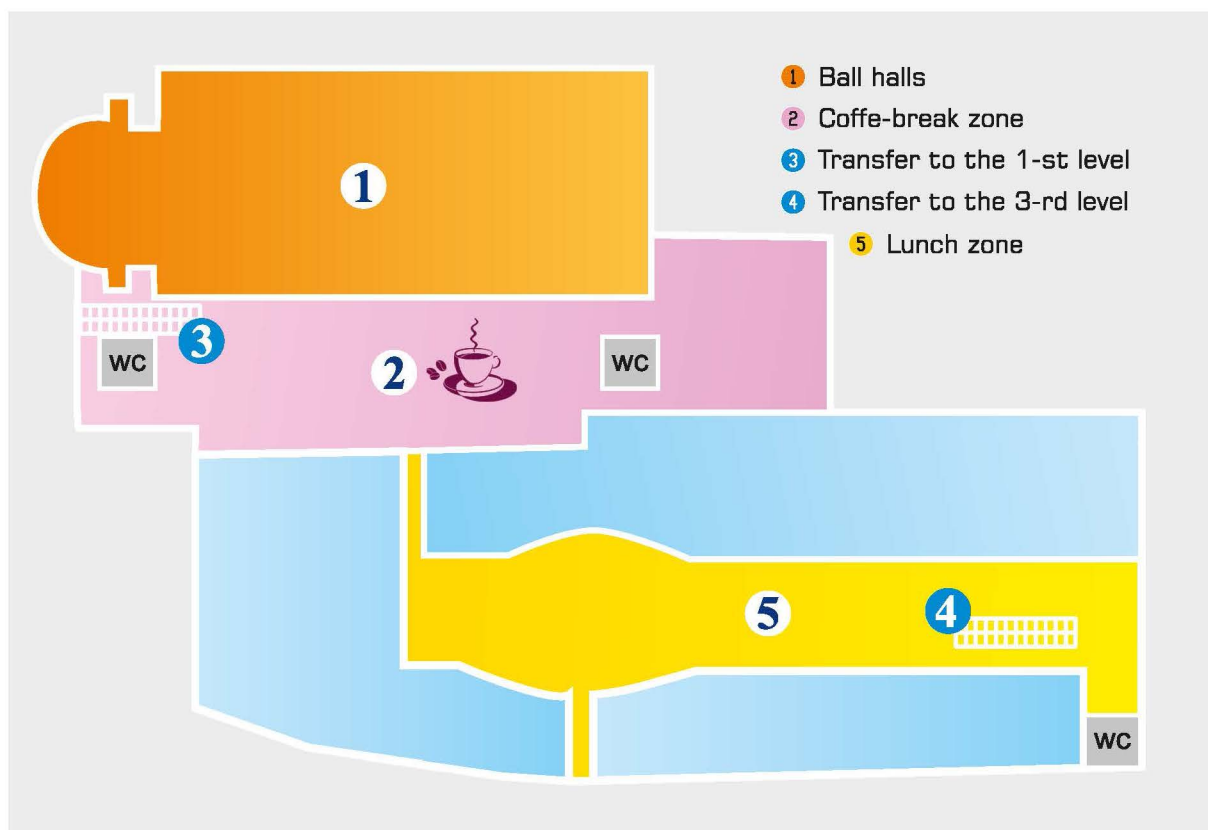 1 Ball halls
2 Coffe-break zone
3 Transfer to the 1-st level
4 Transfer to the 3-rd level
5 Lunch zone
1
3
WC
2
WC
5
4
WC